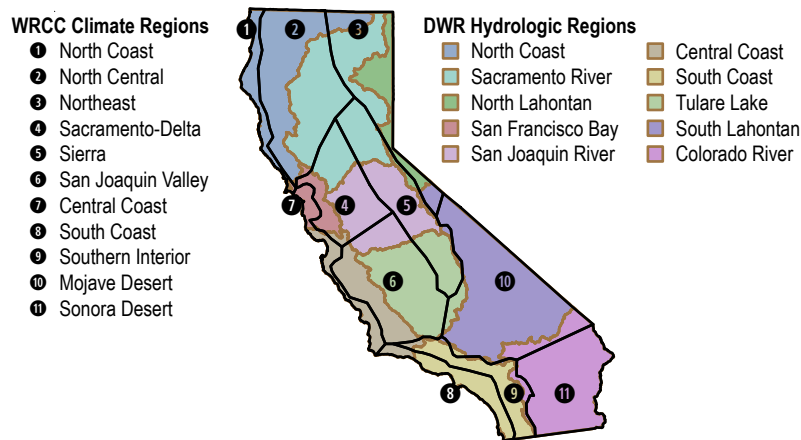 WRCC Climate Regions
1 North Coast
2 North Central
3 Northeast
4 Sacramento-Delta
5 Sierra
6 San Joaquin Valley
7 Central Coast
8 South Coast
9 Southern Interior
10 Mojave Desert
11 Sonora Desert
DWR Hydrologic Regions
North Coast
Sacramento River
North Lahontan
San Francisco Bay
San Joaquin River
Central Coast
South Coast
Tulare Lake
South Lahontan
Colorado River
1
2
3
4
5
6
7
8
9
10
11